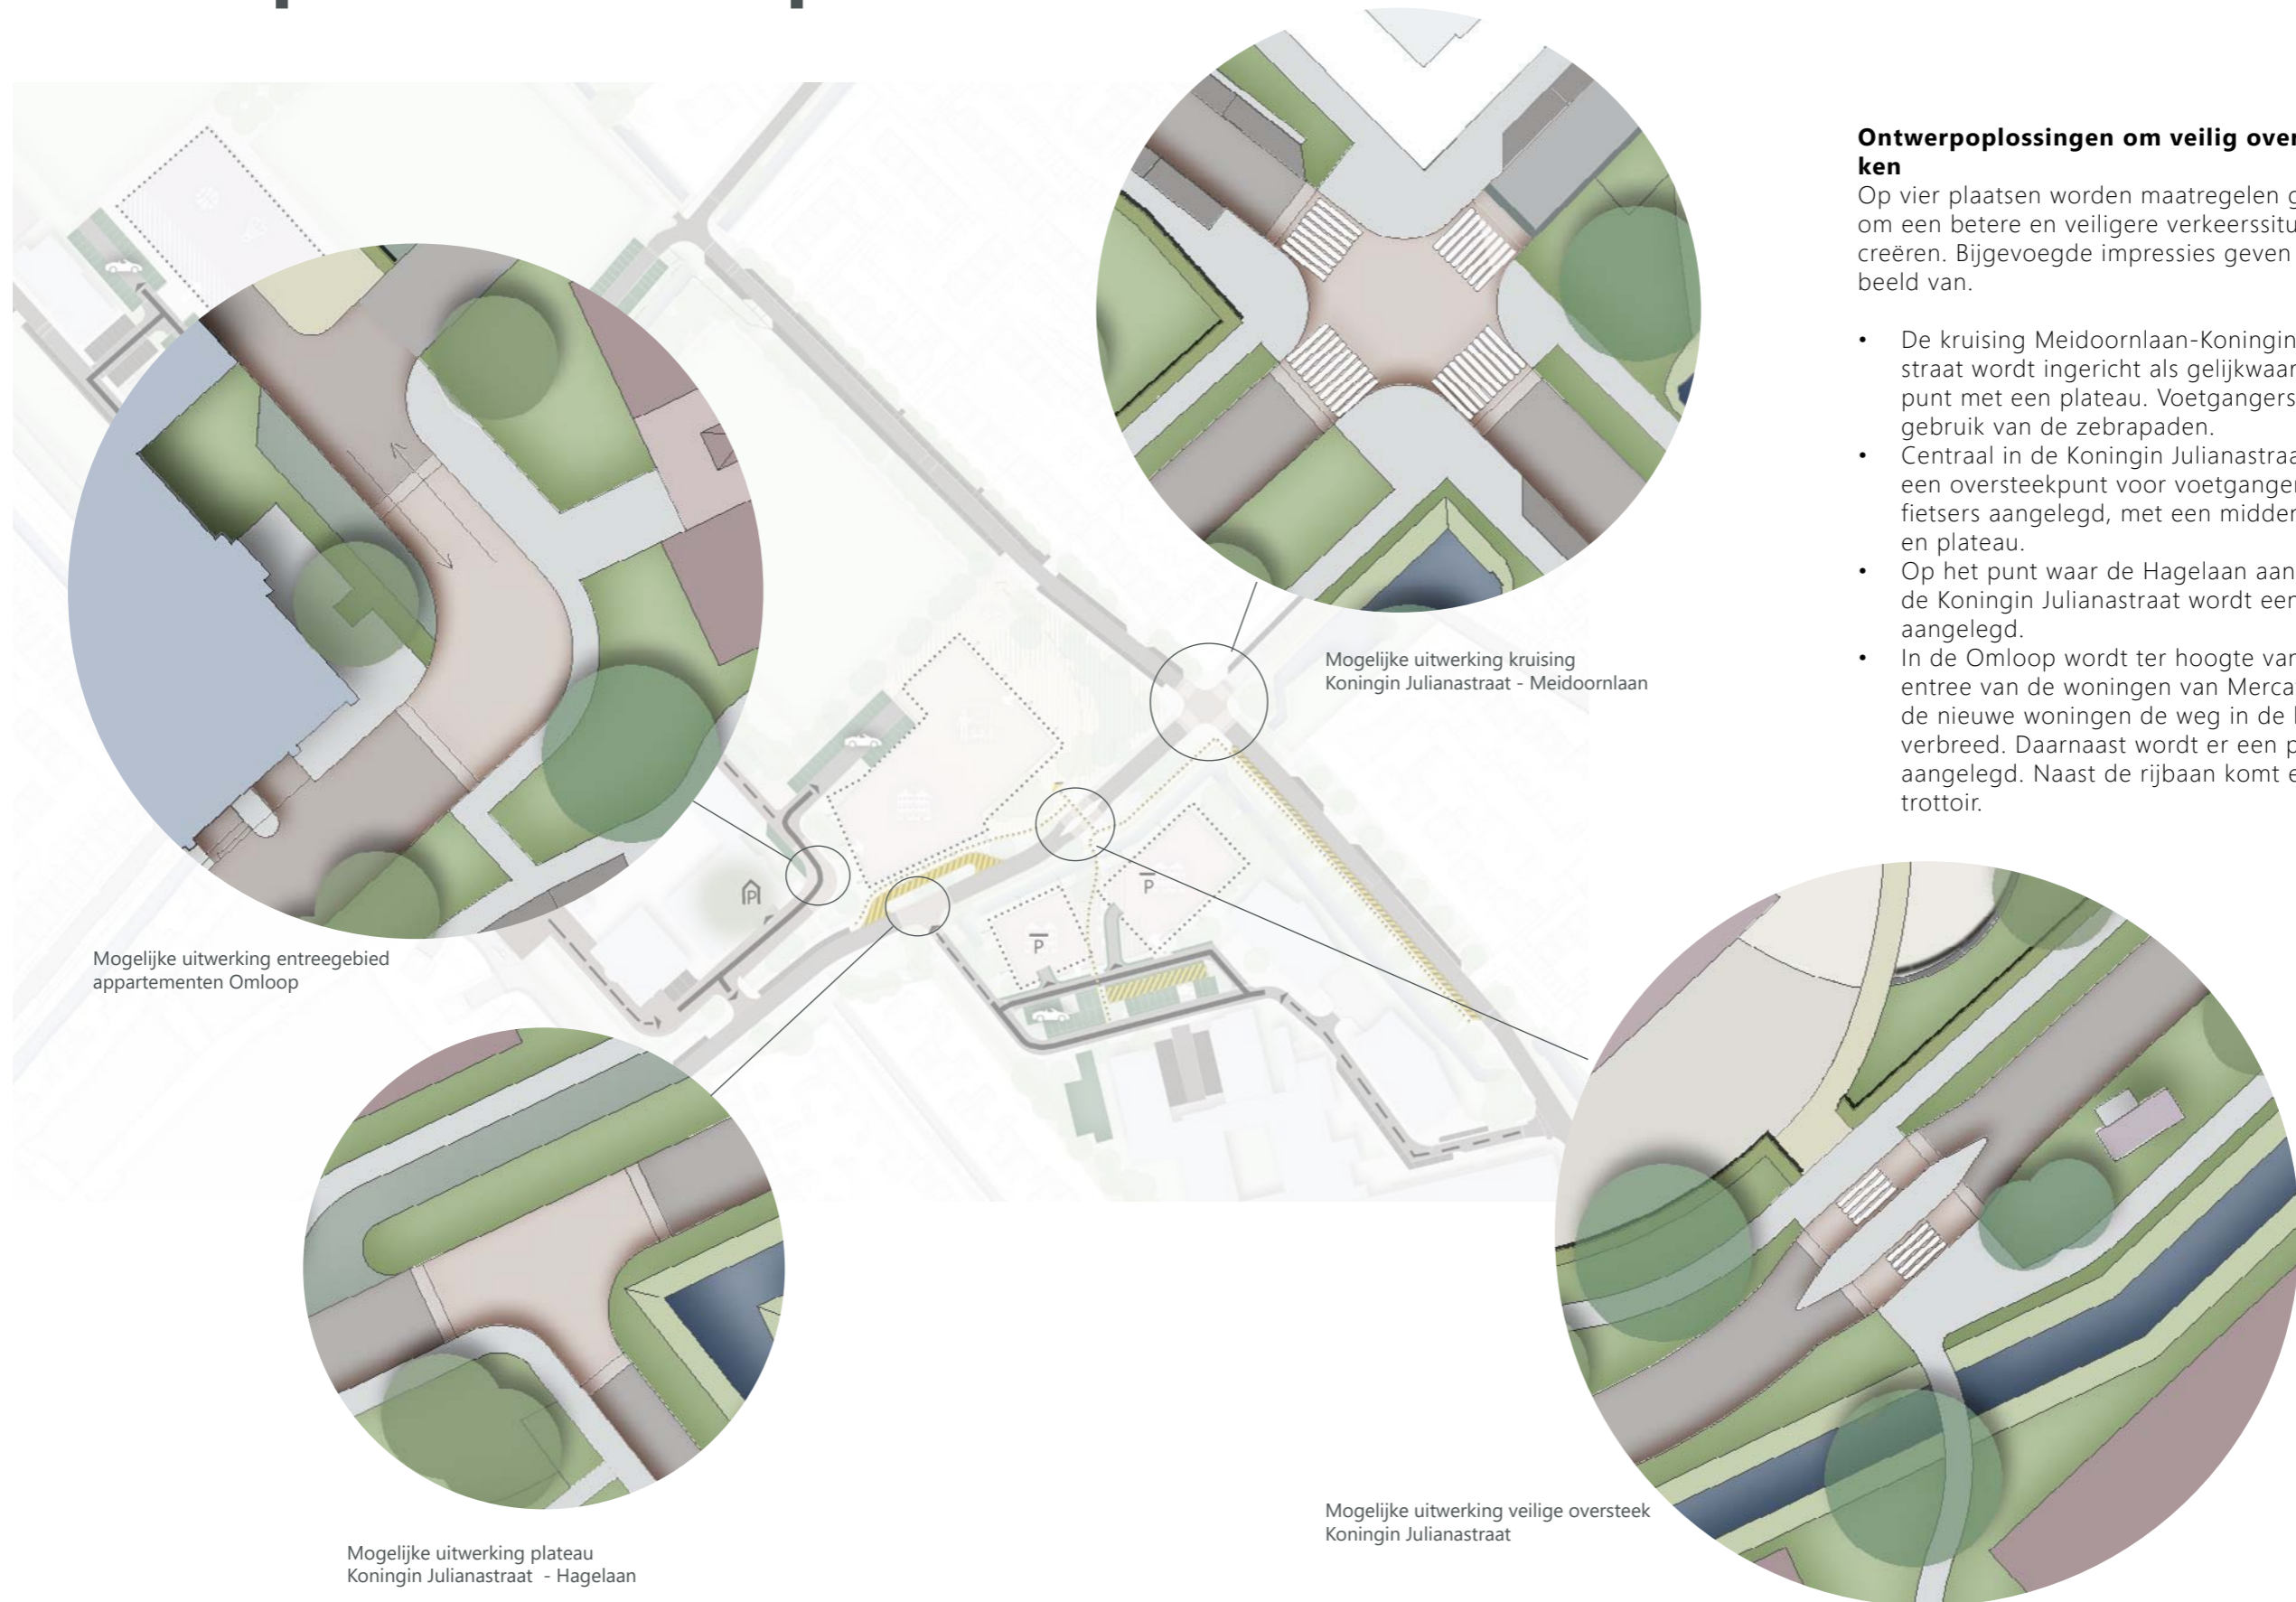 Ontwerpoplossingen om veilig over
ken
Op vier plaatsen worden maatregelen g
om een betere en veiligere verkeerssitu
creëren. Bijgevoegde impressies geven
beeld van.
• De kruising Meidoornlaan-Koningin
straat wordt ingericht als gelijkwaar
punt met een plateau. Voetgangers
gebruik van de zebrapaden.
• Centraal in de Koningin Julianastraa
een oversteekpunt voor voetganger
fietsers aangelegd, met een midden
en plateau.
• Op het punt waar de Hagelaan aan
de Koningin Julianastraat wordt een
aangelegd.
• In de Omloop wordt ter hoogte van
entree van de woningen van Merca
de nieuwe woningen de weg in de
verbreed. Daarnaast wordt er een p
aangelegd. Naast de rijbaan komt e
trottoir.
Mogelijke uitwerking kruising
Koningin Julianastraat - Meidoornlaan
P
P
P
Mogelijke uitwerking entreegebied
appartementen Omloop
Mogelijke uitwerking veilige oversteek
Koningin Julianastraat
Mogelijke uitwerking plateau
Koningin Julianastraat - Hagelaan